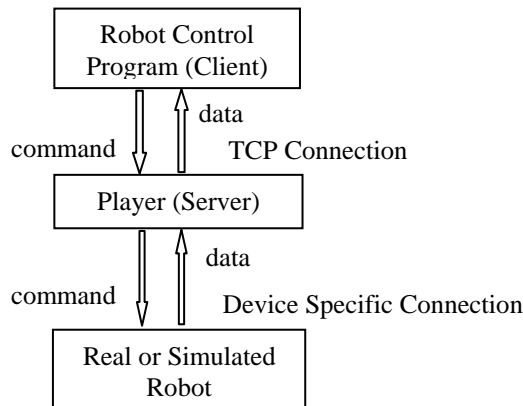 Robot Control
Program (Client)
data
command
TCP Connection
Player (Server)
data
command
Device Specific Connection
Real or Simulated
Robot